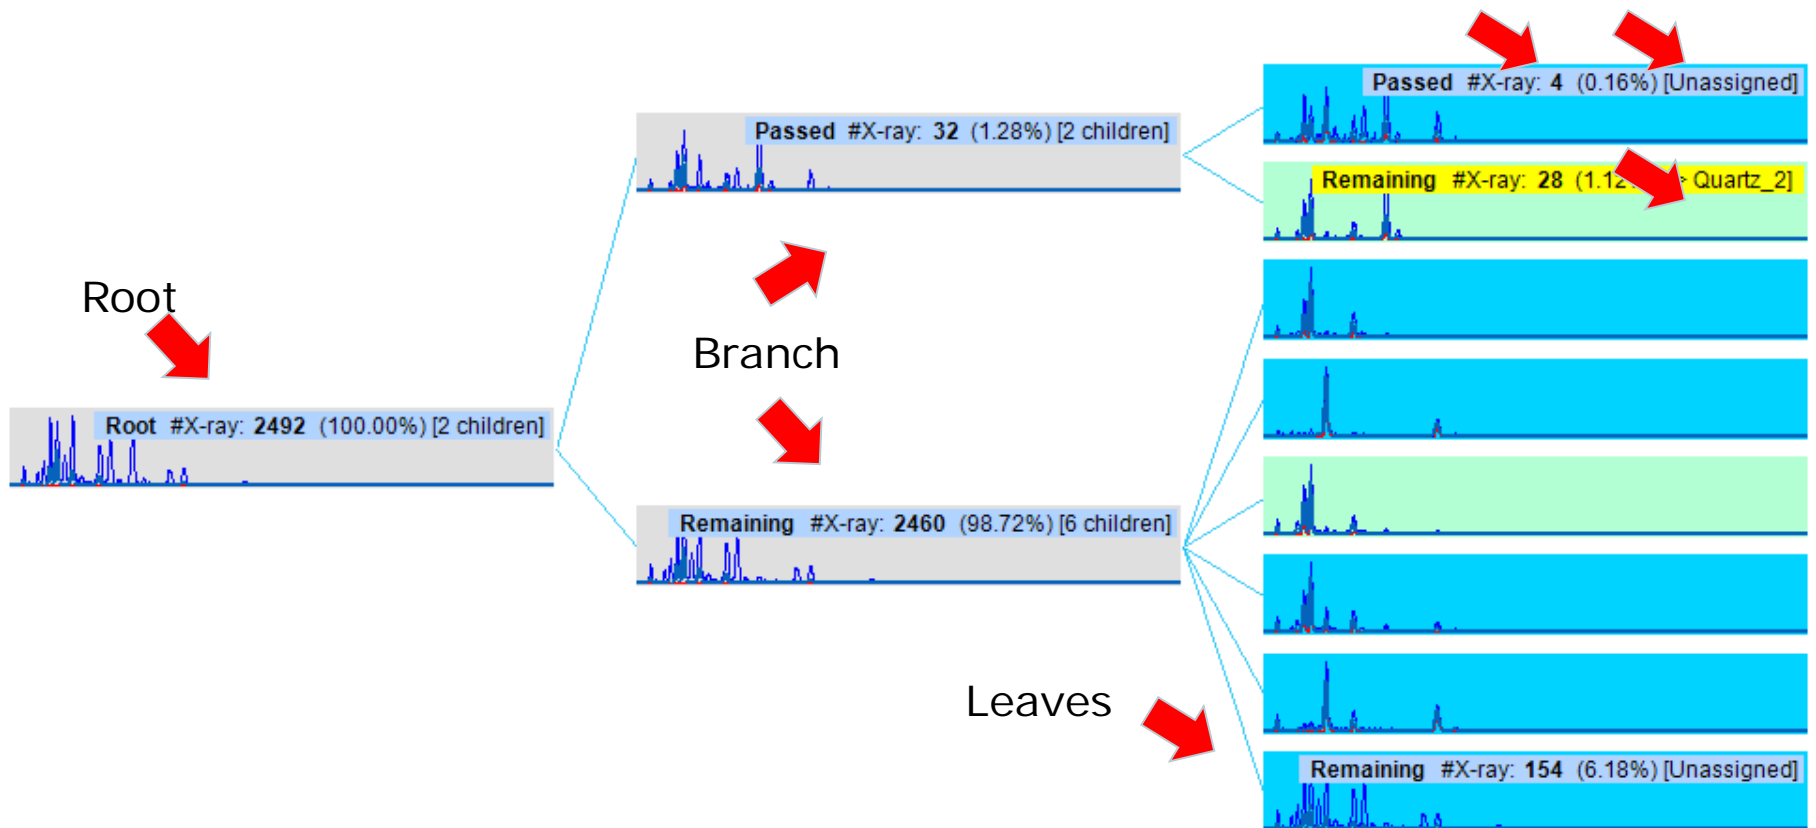 Passed #X-ray: 4 (0.16%) [Unassigned]
Passed #X-ray: 32 (1.28%) [2 children]
Remaining #X-ray: 28 (1.12 > Quartz_2]
Root
Branch
Root #X-ray: 2492 (100.00%) [2 children]
Remaining #X-ray: 2460 (98.72%) [6 children]
Leaves
Remaining #X-ray: 154 (6.18%) [Unassigned]